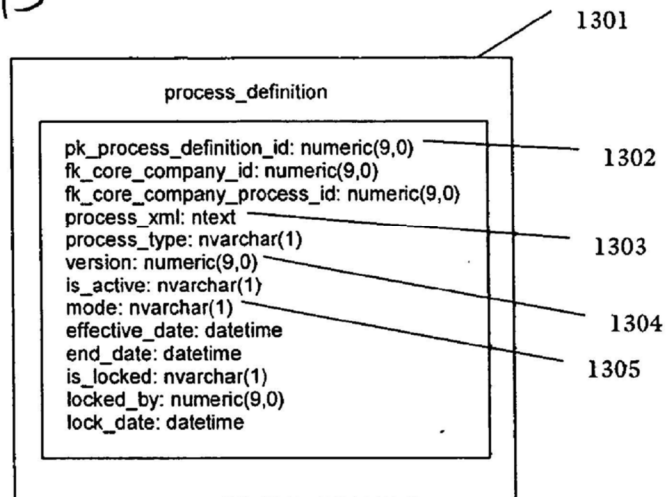 1301
process_definition
pk_process_definition_id: numeric(9,0)
1302
fk_core_company_id: numeric(9,0)
fk_core_company_process_id: numeric(9,0)
process_xml: ntext
1303
process_type: nvarchar(1)
version: numeric(9,0)
1304
is_active: nvarchar(1)
mode: nvarchar(1)
1305
effective_date: datetime
end_date: datetime
is_locked: nvarchar(1)
locked_by: numeric(9,0)
lock_date: datetime